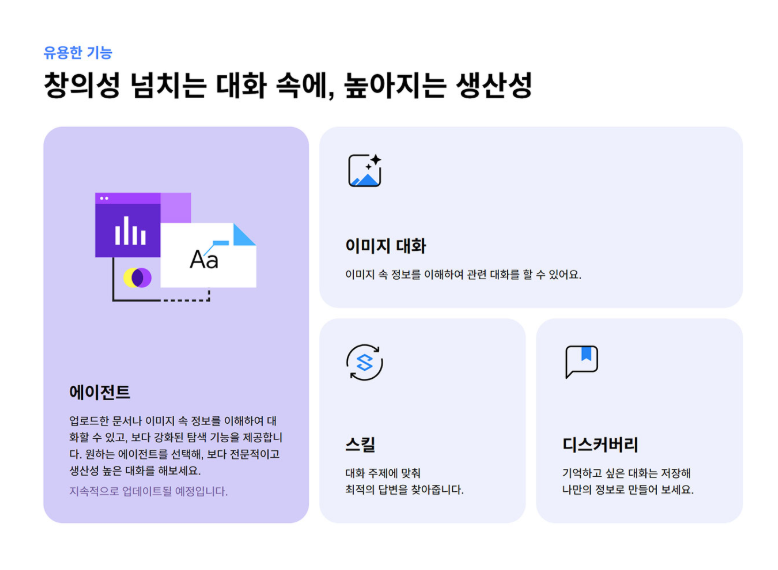 유용한 기능
창의성 넘치는 대화 속에, 높아지는 생산성
Aa
에이전트
업로드한 문서나 이미지 속 정보를 이해하여 대
화할 수 있고, 보다 강화된 탐색 기능을 제공합니
다. 원하는 에이전트를 선택해, 보다 전문적이고
생산성 높은 대화를 해보세요.
지속적으로 업데이트될 예정입니다.
이미지 대화
이미지 속 정보를 이해하여 관련 대화를 할 수 있어요.
스킬
대화 주제에 맞춰
최적의 답변을 찾아줍니다.
디스커버리
기억하고 싶은 대화는 저장해
나만의 정보로 만들어 보세요.